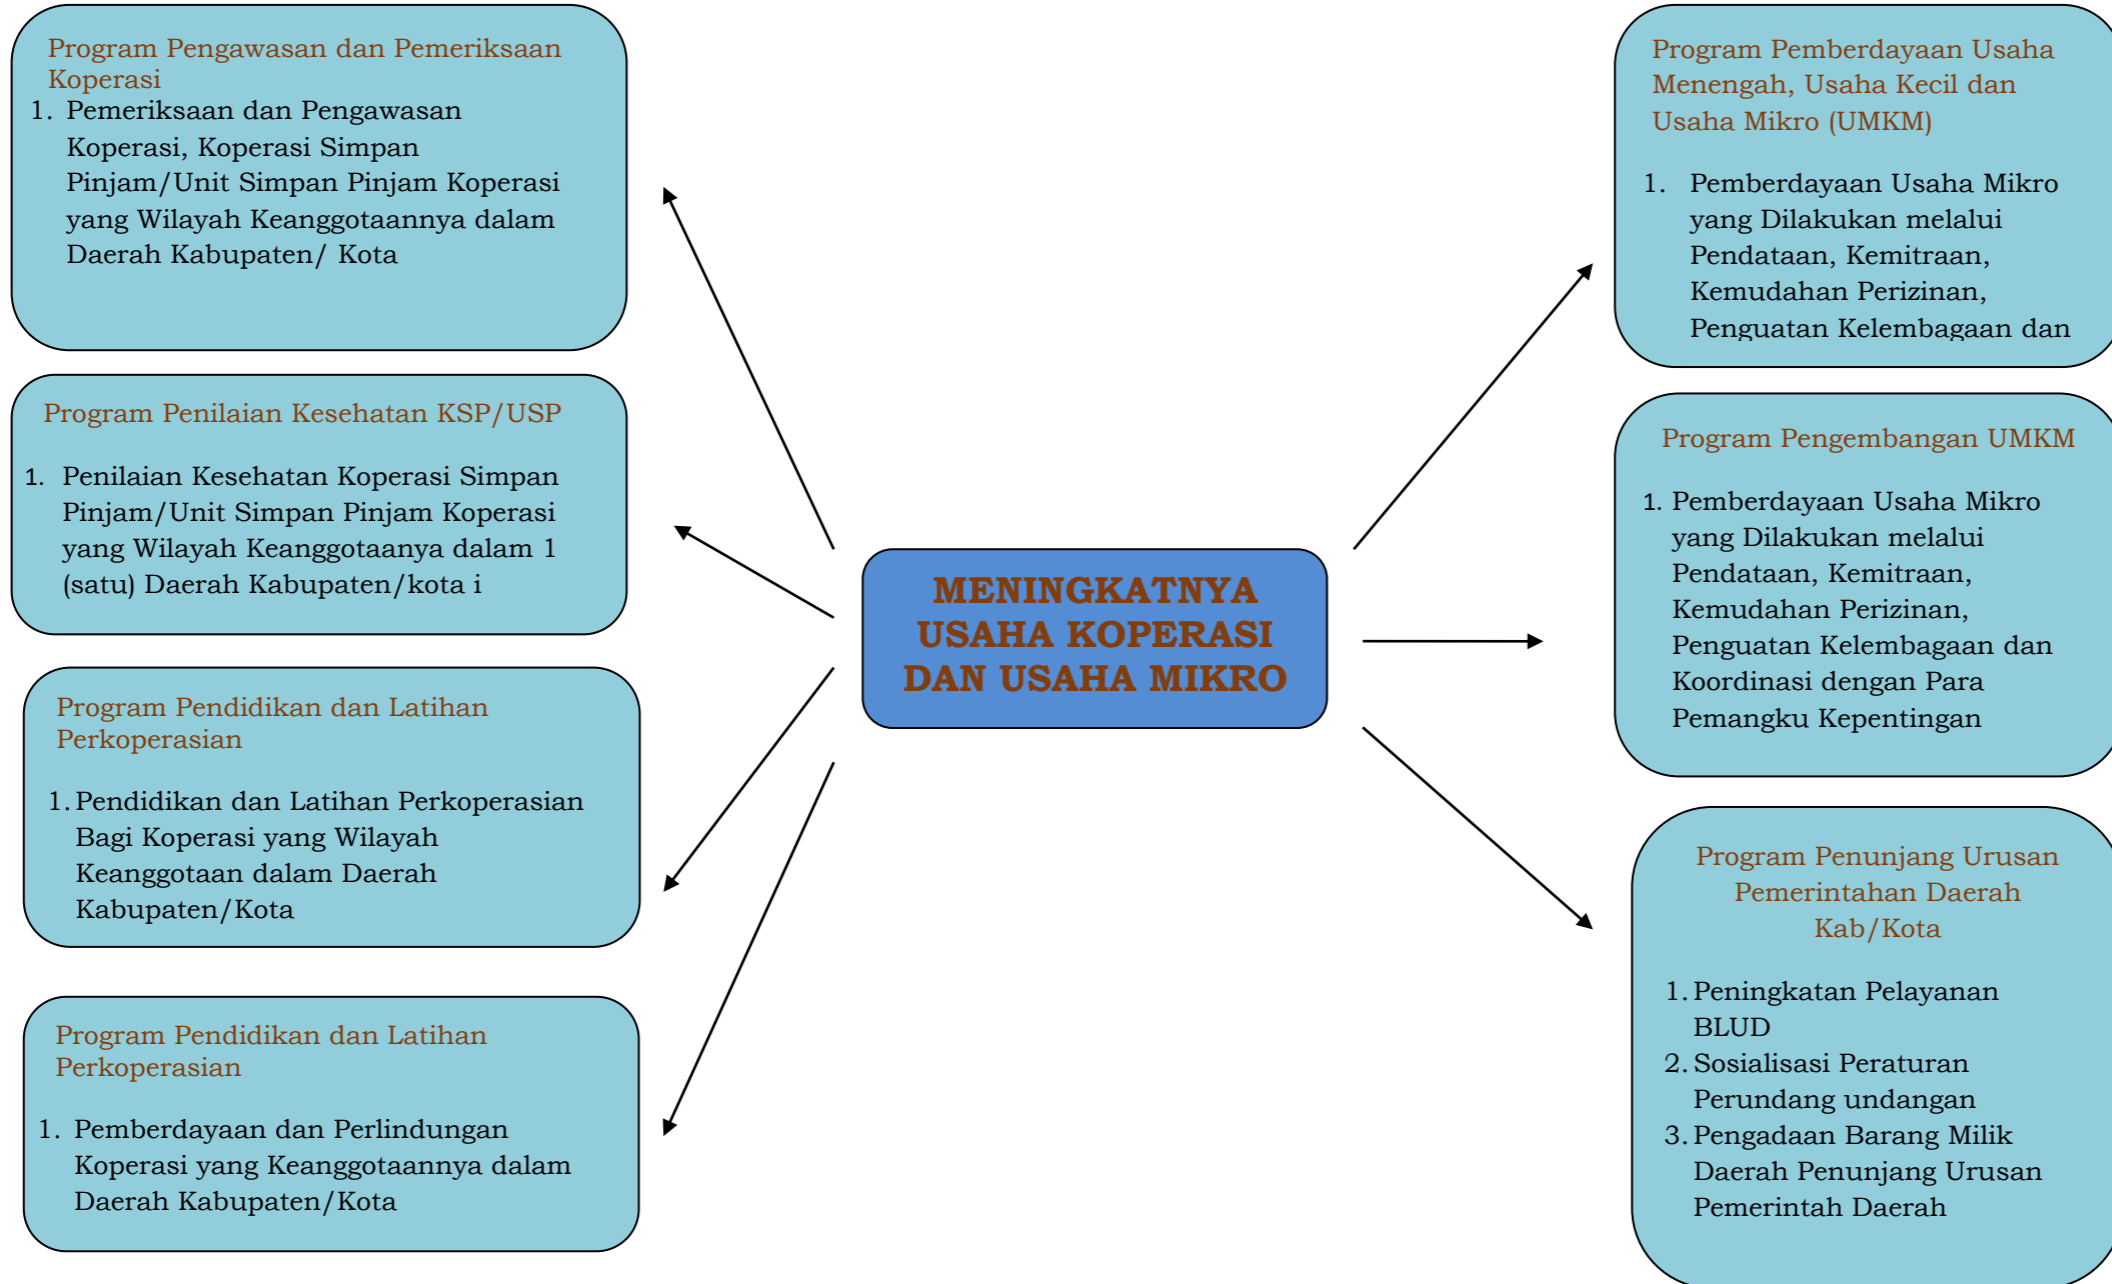 Program Pengawasan dan Pemeriksaan
Koperasi
1. Pemeriksaan dan Pengawasan
Koperasi, Koperasi Simpan
Pinjam/Unit Simpan Pinjam Koperasi
yang Wilayah Keanggotaannya dalam
Daerah Kabupaten/ Kota
Program Penilaian Kesehatan KSP/USP
1. Penilaian Kesehatan Koperasi Simpan
Pinjam/Unit Simpan Pinjam Koperasi
yang Wilayah Keanggotaanya dalam 1
(satu) Daerah Kabupaten/kota i
Program Pendidikan dan Latihan
Perkoperasian
1. Pendidikan dan Latihan Perkoperasian
Bagi Koperasi yang Wilayah
Keanggotaan dalam Daerah
Kabupaten/Kota
Program Pendidikan dan Latihan
Perkoperasian
1. Pemberdayaan dan Perlindungan
Koperasi yang Keanggotaannya dalam
Daerah Kabupaten/Kota
MENINGKATNYA
USAHA KOPERASI
DAN USAHA MIKRO
Program Pemberdayaan Usaha
Menengah, Usaha Kecil dan
Usaha Mikro (UMKM)
1. Pemberdayaan Usaha Mikro
yang Dilakukan melalui
Pendataan, Kemitraan,
Kemudahan Perizinan,
Penguatan Kelembagaan dan
Program Pengembangan UMKM
1. Pemberdayaan Usaha Mikro
yang Dilakukan melalui
Pendataan, Kemitraan,
Kemudahan Perizinan,
Penguatan Kelembagaan dan
Koordinasi dengan Para
Pemangku Kepentingan
Program Penunjang Urusan
Pemerintahan Daerah
Kab/Kota
1. Peningkatan Pelayanan
BLUD
2. Sosialisasi Peraturan
Perundang undangan
3. Pengadaan Barang Milik
Daerah Penunjang Urusan
Pemerintah Daerah